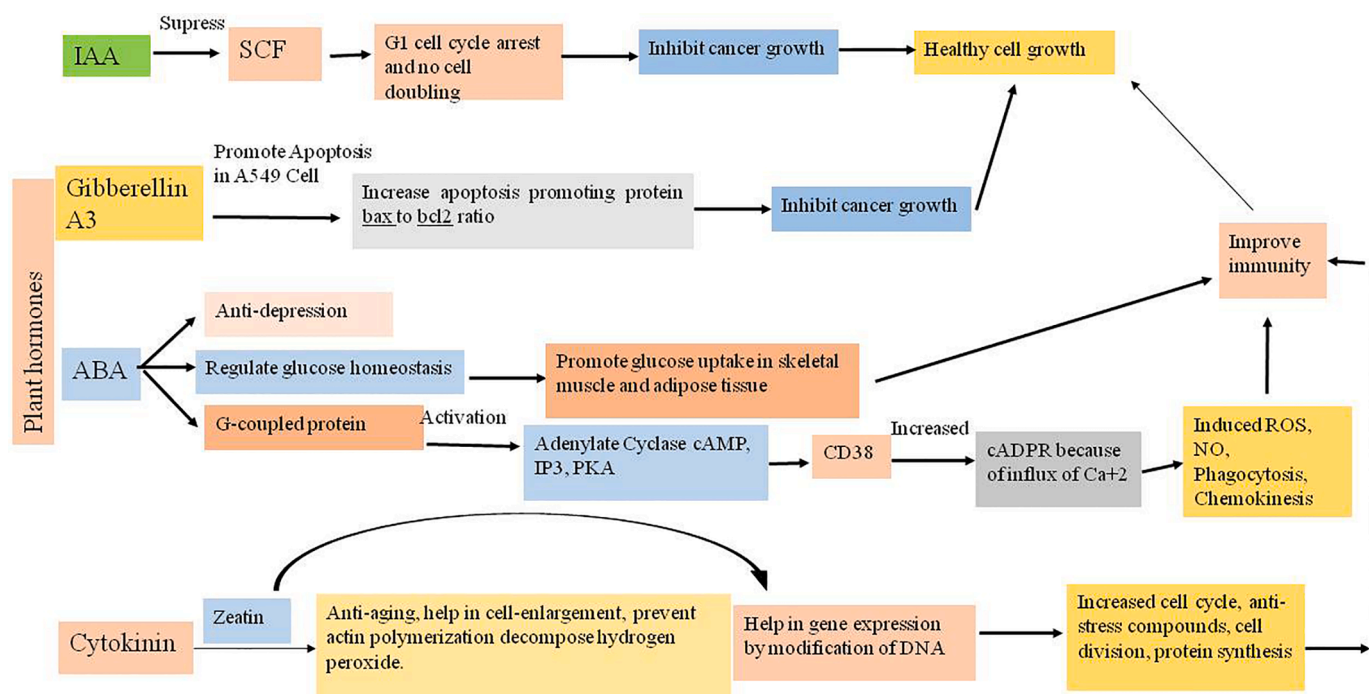 Supress
IAA
SCF
G1 cell cycle arrest
and no cell
doubling
Inhibit cancer growth
Healthy cell growth
Plant hormones
Gibberellin
A3
Promote Apoptosis
in A549 Cell
Increase apoptosis promoting protein
bax to bcl2 ratio
Inhibit cancer growth
Improve
immunity
ABA
Anti-depression
Regulate glucose homeostasis
Promote glucose uptake in skeletal
muscle and adipose tissue
G-coupled protein
Activation
Adenylate Cyclase cAMP,
IP3, PKA
CD38
Increased
cADPR because
of influx of Ca+2
Induced ROS,
NO,
Phagocytosis,
Chemokinesis
Cytokinin
Zeatin
Anti-aging, help in cell-enlargement, prevent
actin polymerization decompose hydrogen
peroxide.
Help in gene expression
by modification of DNA
Increased cell cycle, anti-
stress compounds, cell
division, protein synthesis